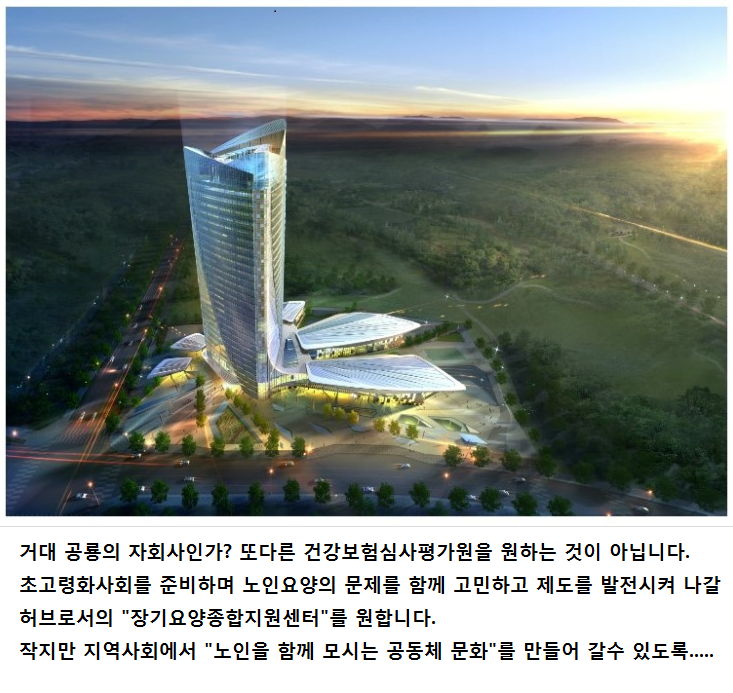 거대 공룡의 자회사인가? 또다른 건강보험심사평가원을 원하는 것이 아닙니다.
초고령화사회를 준비하며 노인요양의 문제를 함께 고민하고 제도를 발전시켜 나갈
허브로서의 "장기요양종합지원센터"를 원합니다.
작지만 지역사회에서 "노인을 함께 모시는 공동체 문화"를 만들어 갈수 있도록.....